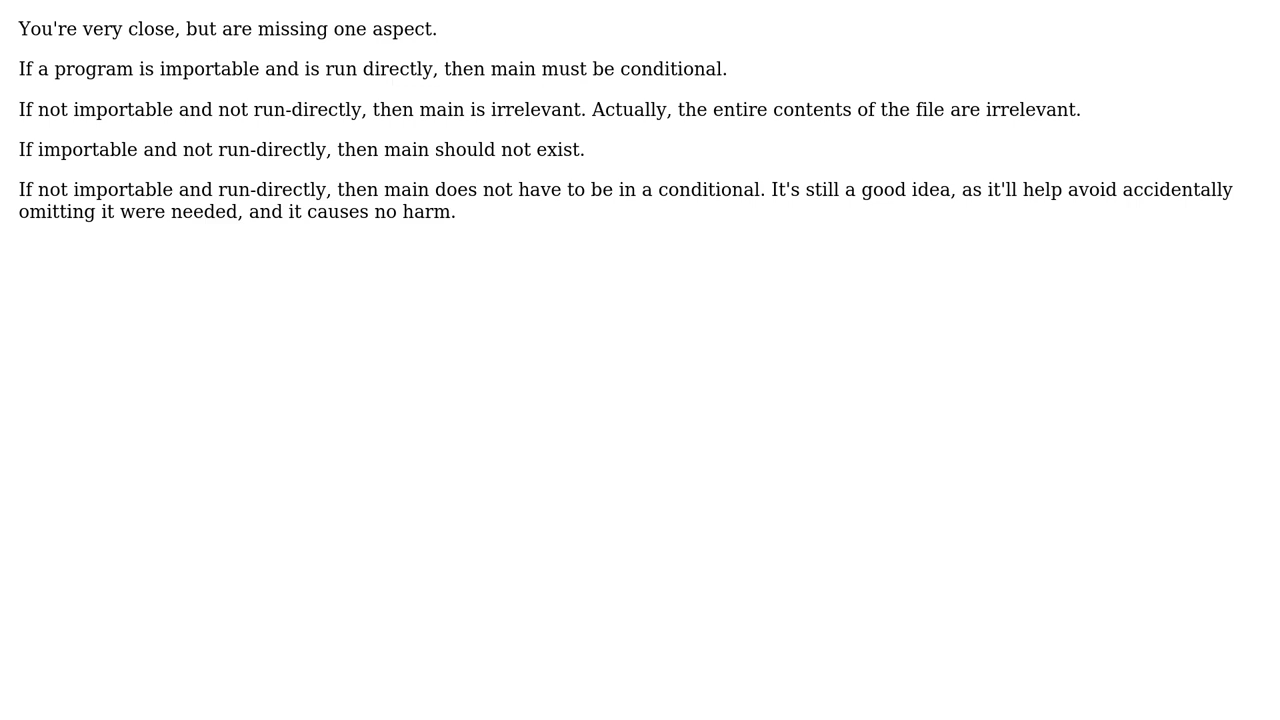 You're very close, but are missing one aspect.
If a program is importable and is run directly, then main must be conditional.
If not importable and not run-directly, then main is irrelevant. Actually, the entire contents of the file are irrelevant.
If importable and not run-directly, then main should not exist.
If not importable and run-directly, then main does not have to be in a conditional. It's still a good idea, as it'll help avoid accidentally
omitting it were needed, and it causes no harm.